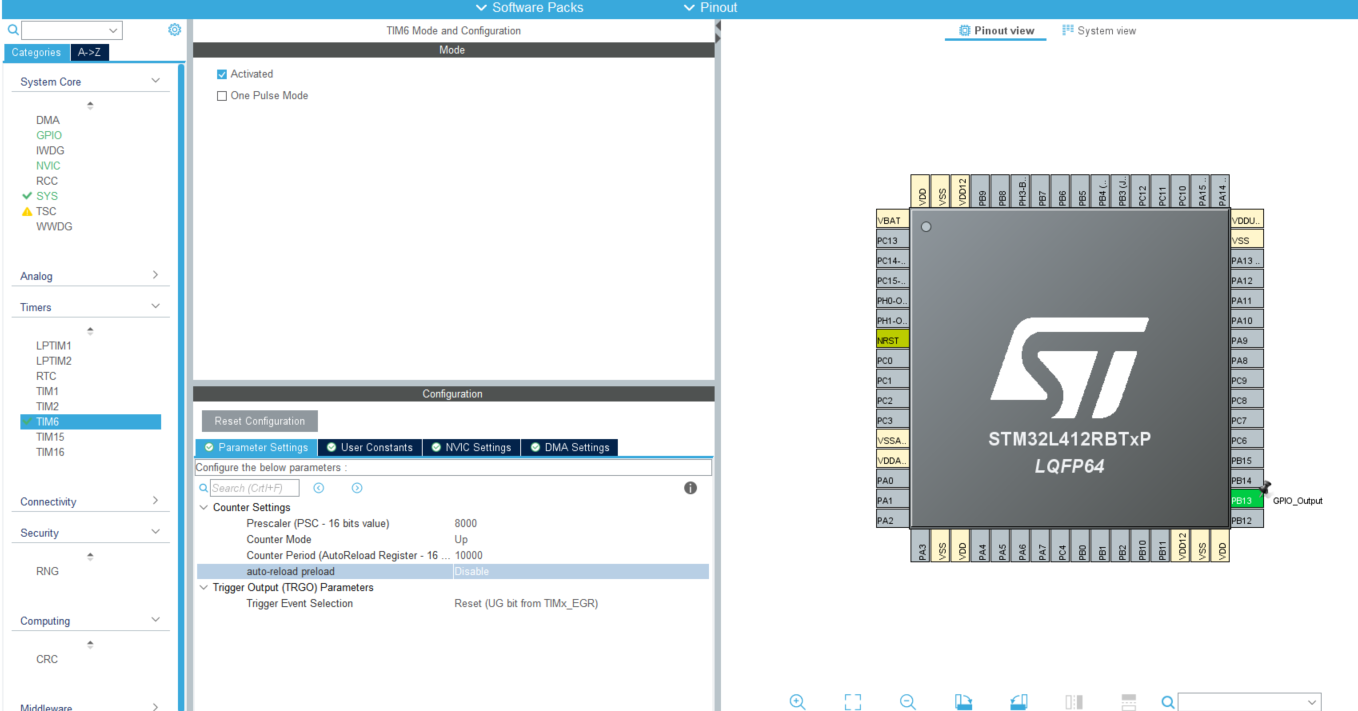 Software Packs
Pinout
Categories
A->Z
System Core
DMA
GPIO
IWDG
NVIC
RCC
SYS
TSC
WWDG
Analog
Timers
LPTIM1
LPTIM2
RTC
TIM1
TIM2
TIM6
TIM15
TIM16
Connectivity
Security
RNG
Computing
CRC
Middleware
TIM6 Mode and Configuration
Mode
Activated
One Pulse Mode
Configuration
Reset Configuration
Parameter Settings
User Constants
NVIC Settings
DMA Settings
Configure the below parameters :
Search (Crtl+F)
Counter Settings
Prescaler (PSC - 16 bits value) 8000
Counter Mode Up
Counter Period (AutoReload Register - 16 ... 10000
auto-reload preload Disable
Trigger Output (TRGO) Parameters
Trigger Event Selection Reset (UG bit from TIMx_EGR)
Pinout view
System view
VDD
VSS
VDD12
PB9
PB8
PH3-B..
PB7
PB6
PB5
PB4 (..
PB3 (J..
PC12
PC11
PC10
PA15 ..
PA14 ..
VBAT
PC13
PC14-..
PC15-..
PH0-O..
PH1-O..
NRST
PC0
PC1
PC2
PC3
VSSA..
VDDA..
PA0
PA1
PA2
STM32L412RBTxP
LQFP64
VDDU..
VSS
PA13 ..
PA12
PA11
PA10
PA9
PA8
PC9
PC8
PC7
PC6
PB15
PB14
PB13 GPIO_Output
PB12
PA3
VSS
VDD
PA4
PA5
PA6
PA7
PC4
PB0
PB1
PB2
PB10
PB11
VDD12
VSS
VDD